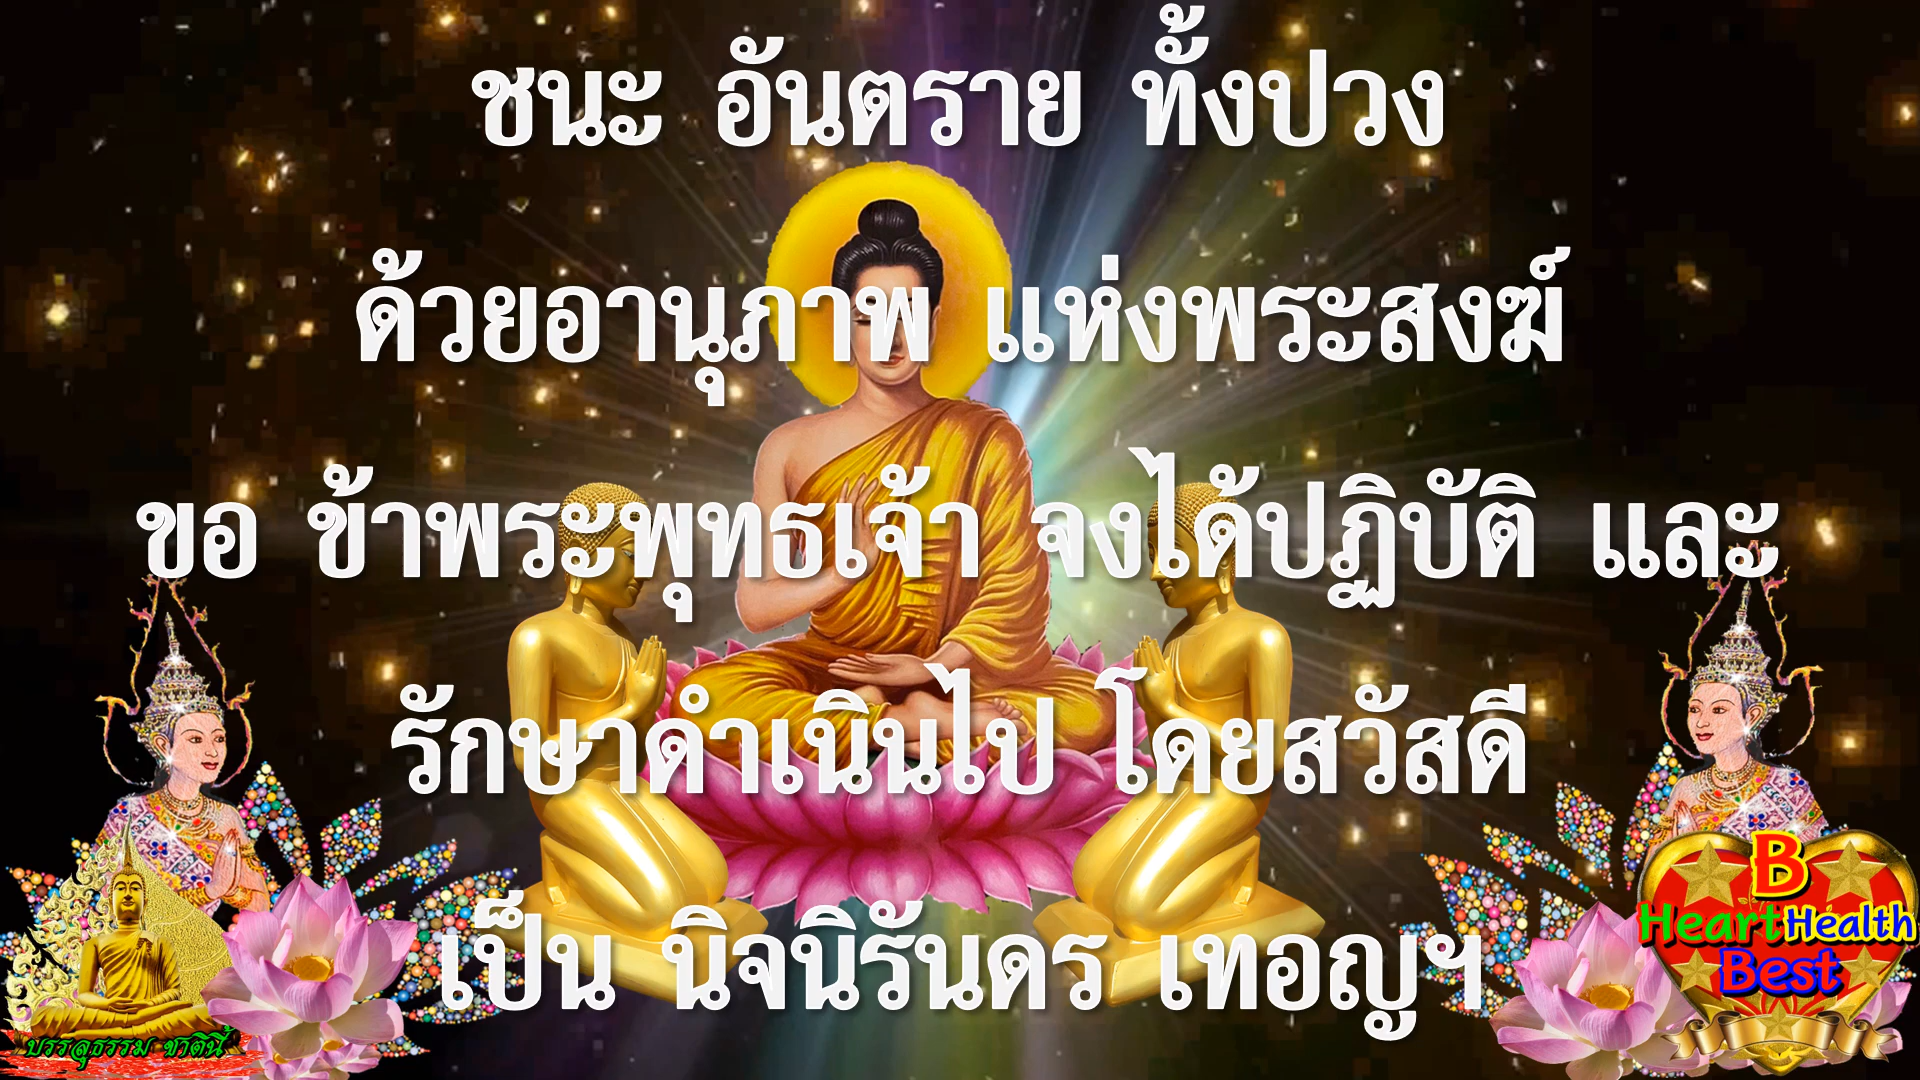 ชนะ อันตราย ทั้งปวง
ด้วยอานุภาพ แห่งพระสงฆ์
ขอ ข้าพระพุทธเจ้า จงได้ปฏิบัติ และ
รักษาดำเนินไป โดยสวัสดี
เป็น นิจนิรันดร เทอญฯ
บรรลุธรรม ชาตินี้
B
HeartHealth
Best